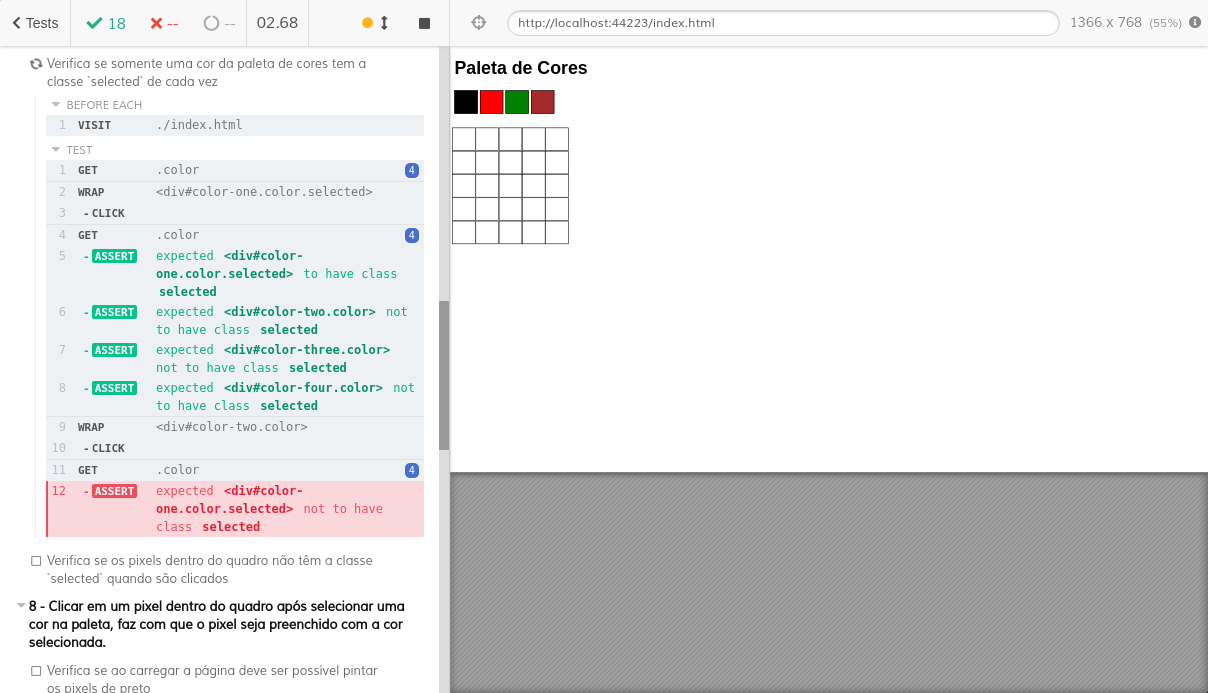 Tests 18 -- -- 02.68 http://localhost:44223/index.html 1366 x 768 (55%)
Verifica se somente uma cor da paleta de cores tem a
classe `selected` de cada vez
BEFORE EACH
1 VISIT ./index.html
TEST
1 GET .color 4
2 WRAP <div#color-one.color.selected>
3 - CLICK
4 GET .color 4
5 - ASSERT expected <div#color-
one.color.selected> to have class
selected
6 - ASSERT expected <div#color-two.color> not
to have class selected
7 - ASSERT expected <div#color-three.color>
not to have class selected
8 - ASSERT expected <div#color-four.color> not
to have class selected
9 WRAP <div#color-two.color>
10 - CLICK
11 GET .color 4
12 - ASSERT expected <div#color-
one.color.selected> not to have
class selected
Verifica se os pixels dentro do quadro não têm a classe
`selected` quando são clicados
8 - Clicar em um pixel dentro do quadro após selecionar uma
cor na paleta, faz com que o pixel seja preenchido com a cor
selecionada.
Verifica se ao carregar a página deve ser possível pintar
os pixels de preto
Paleta de Cores